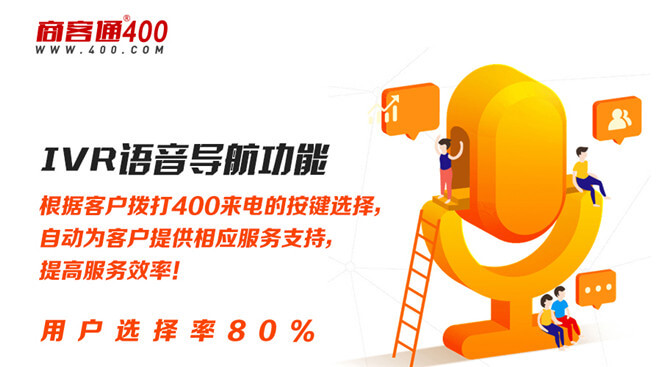 商客通®400
WWW.400.COM
IVR语音导航功能
根据客户拨打400来电的按键选择，
自动为客户提供相应服务支持，
提高服务效率！
用户选择率80%